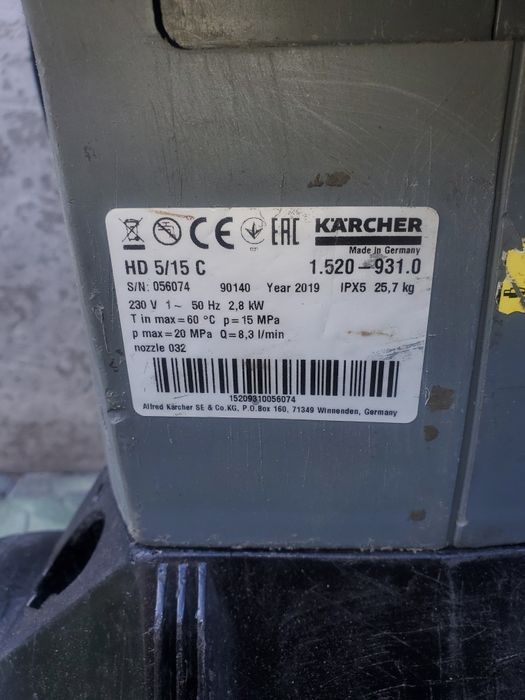 CE EAC KÄRCHER
Made in Germany
HD 5/15 C 1.520-931.0
S/N: 056074 90140 Year 2019 IPX5 25,7 kg
230 V 1~ 50 Hz 2,8 kW
T in max=60 °C p=15 MPa
p max=20 MPa Q=8,3 l/min
nozzle 032
15209310056074
Alfred Kärcher SE & Co.KG, P.O.Box 160, 71349 Winnenden, Germany